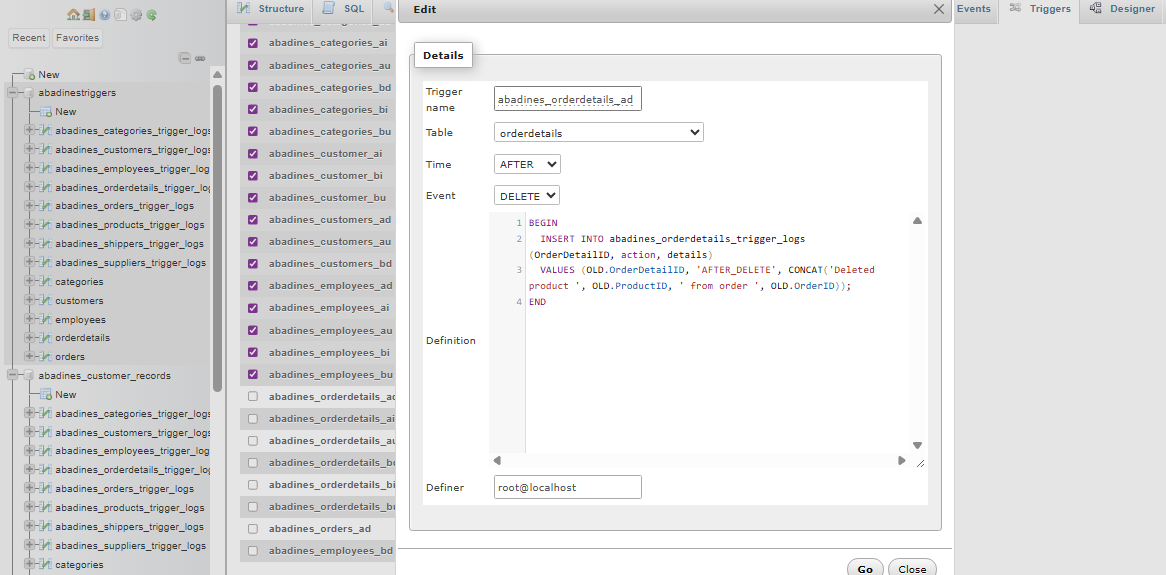 Recent Favorites
New
abadinestriggers
New
abadines_categories_trigger_logs
abadines_customers_trigger_logs
abadines_employees_trigger_log
abadines_orderdetails_trigger_lo
abadines_orders_trigger_logs
abadines_products_trigger_logs
abadines_shippers_trigger_logs
abadines_suppliers_trigger_logs
categories
customers
employees
orderdetails
orders
abadines_customer_records
New
abadines_categories_trigger_logs
abadines_customers_trigger_logs
abadines_employees_trigger_log
abadines_orderdetails_trigger_log
abadines_orders_trigger_logs
abadines_products_trigger_logs
abadines_shippers_trigger_logs
abadines_suppliers_trigger_logs
categories
Structure SQL
abadines_categories_ai
abadines_categories_au
abadines_categories_bd
abadines_categories_bi
abadines_categories_bu
abadines_customer_ai
abadines_customer_bi
abadines_customer_bu
abadines_customers_ad
abadines_customers_au
abadines_customers_bd
abadines_employees_ad
abadines_employees_ai
abadines_employees_au
abadines_employees_bi
abadines_employees_bu
abadines_orderdetails_ad
abadines_orderdetails_ai
abadines_orderdetails_au
abadines_orderdetails_b
abadines_orderdetails_bi
abadines_orderdetails_bu
abadines_orders_ad
abadines_employees_bd
Edit
Details
Trigger
name
abadines_orderdetails_ad
Table orderdetails
Time AFTER
Event DELETE
Definition
1 BEGIN
2 INSERT INTO abadines_orderdetails_trigger_logs
(OrderDetailID, action, details)
3 VALUES (OLD.OrderDetailID, 'AFTER_DELETE', CONCAT('Deleted
product ', OLD.ProductID, ' from order ', OLD.OrderID));
4 END
Definer root@localhost
Go Close
Events Triggers Designer